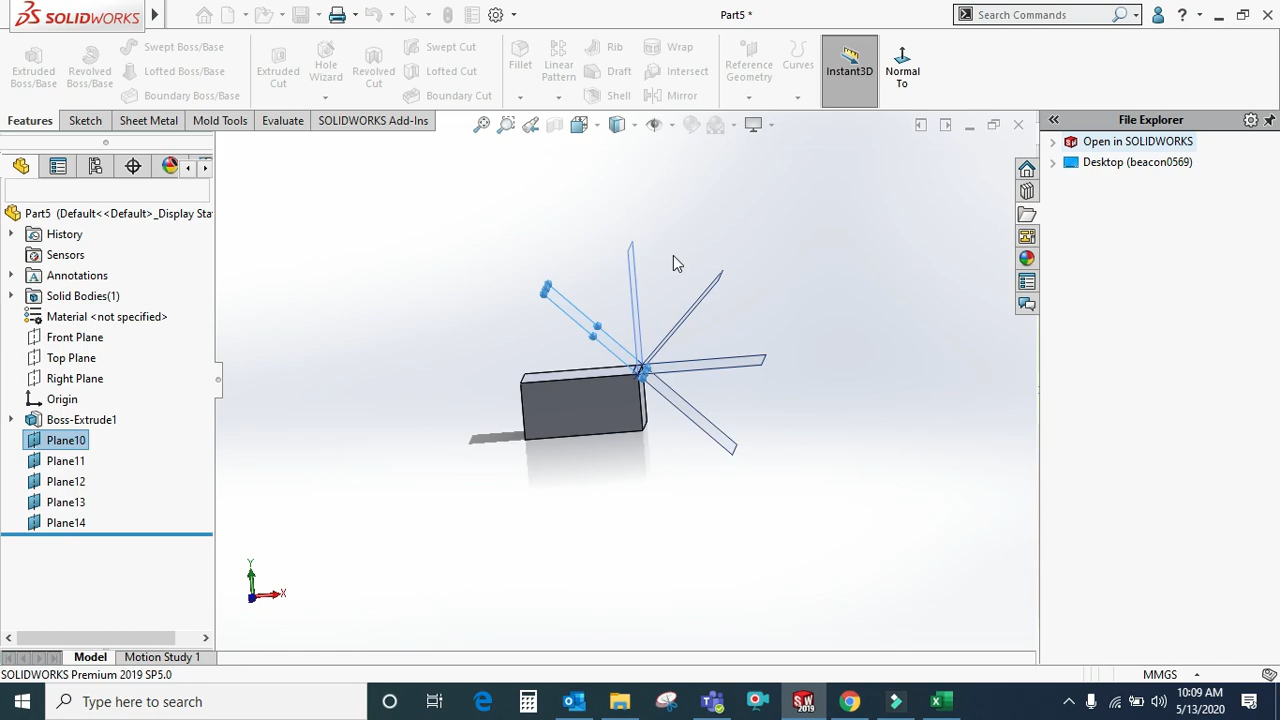 SOLIDWORKS
Part5 *
Search Commands
?
Extruded Boss/Base
Revolved Boss/Base
Swept Boss/Base
Lofted Boss/Base
Boundary Boss/Base
Extruded Cut
Hole Wizard
Revolved Cut
Swept Cut
Lofted Cut
Boundary Cut
Fillet
Linear Pattern
Rib
Draft
Shell
Wrap
Intersect
Mirror
Reference Geometry
Curves
Instant3D
Normal To
Features
Sketch
Sheet Metal
Mold Tools
Evaluate
SOLIDWORKS Add-Ins
File Explorer
Open in SOLIDWORKS
Desktop (beacon0569)
Part5 (Default<<Default>_Display Sta
History
Sensors
Annotations
Solid Bodies(1)
Material <not specified>
Front Plane
Top Plane
Right Plane
Origin
Boss-Extrude1
Plane10
Plane11
Plane12
Plane13
Plane14
Y
X
Model
Motion Study 1
SOLIDWORKS Premium 2019 SP5.0
MMGS
Type here to search
SW
2019
10:09 AM
5/13/2020